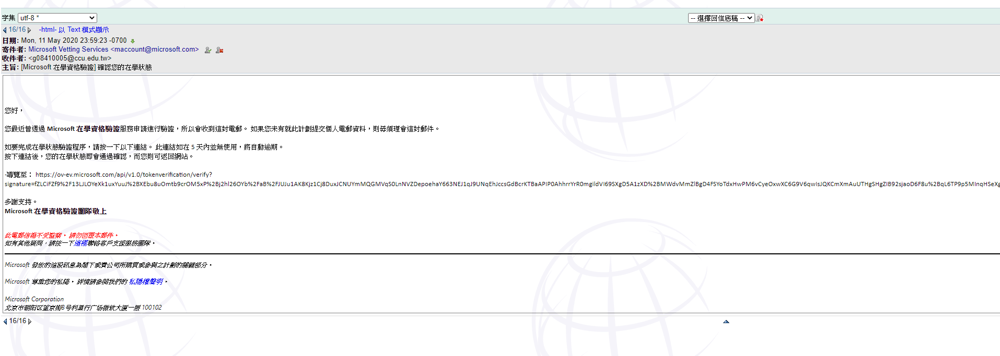 字集 utf-8 * -- 選擇回信底稿 --
16/16 -html- 以 Text 模式顯示
日期: Mon, 11 May 2020 23:59:23 -0700
寄件者: Microsoft Vetting Services <maccount@microsoft.com>
收件者: <g08410005@ccu.edu.tw>
主旨: [Microsoft 在學資格驗證] 確認您的在學狀態
您好，
您最近曾透過 Microsoft 在學資格驗證服務申請進行驗證，所以會收到這封電郵。 如果您未有就此計劃提交個人電郵資料，則毋須理會這封郵件。
如要完成在學狀態驗證程序，請按一下以下連結。 此連結如在 5 天內並無使用，將自動逾期。
按下連結後，您的在學狀態即會通過確認，而您則可返回網站。
-導覽至： https://ov-ev.microsoft.com/api/v1.0/tokenverification/verify?
signature=fZLCiFZf9%2F13LJLOYeXk1uxYuuJ%2BXEbu8uOmtb9crOM5xP%2Bj2hl26OYb%2FaB%2FJUJu1AK8Kjz1Cj8DuxJCNUYmMQGMVqS0LnNVZDepoehaY663NEJ1qJ9UNqEhJccsGdBcrKTBaAPIP0AhhrrYrR0mgildVI69SXgD5A1zXD%2BMWdvMmZlBgD4FSYoTdxHwPM6vCyeOxwXC6G9V6qwIsJQKCmXmAuUTHgSHgZIB92sjaoD6F8u%2BqL6TP9p5MInqHSeXg
多謝支持。
Microsoft 在學資格驗證團隊敬上
此電郵信箱不受監察。 請勿回覆本郵件。
如有其他疑問，請按一下這裡聯絡客戶支援服務團隊。
Microsoft 發放的這段訊息為閣下或貴公司所購買或參與之計劃的關鍵部分。
Microsoft 尊重您的私隱。 詳情請參閱我們的 私隱權聲明。
Microsoft Corporation
北京市朝阳区望京街8号利星行广场微软大厦一层 100102
16/16